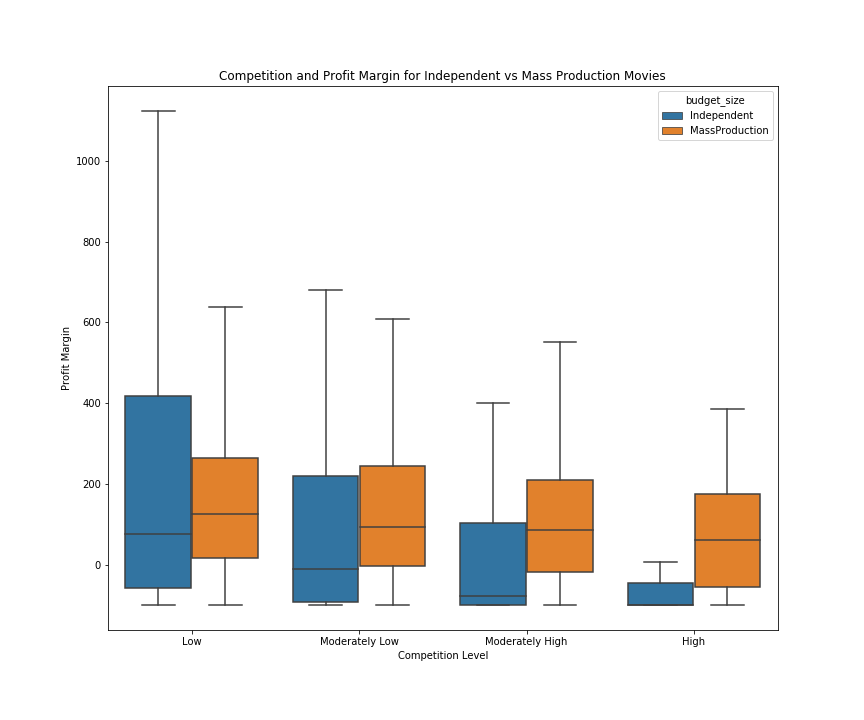 Competition and Profit Margin for Independent vs Mass Production Movies
budget_size
Independent
MassProduction
1000
800
600
400
200
0
Profit Margin
Low
Moderately Low
Moderately High
High
Competition Level